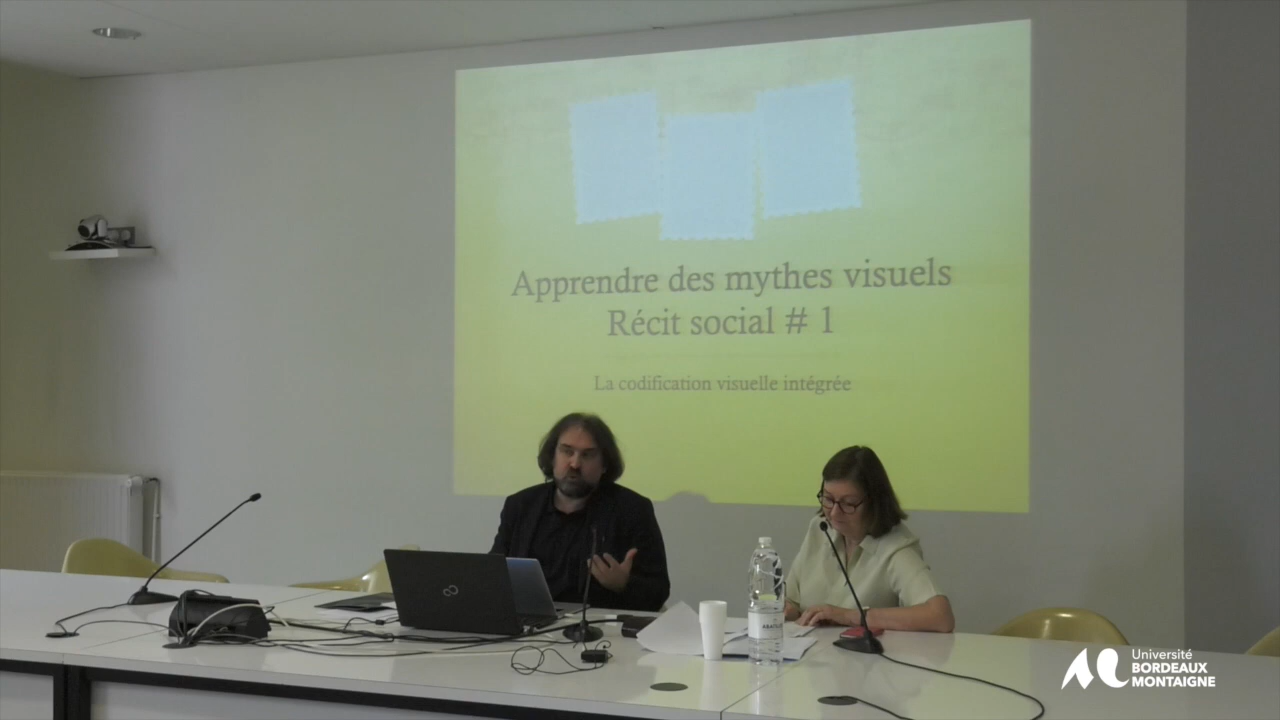 Apprendre des mythes visuels
Récit social # 1
La codification visuelle intégrée
Université
BORDEAUX
MONTAIGNE